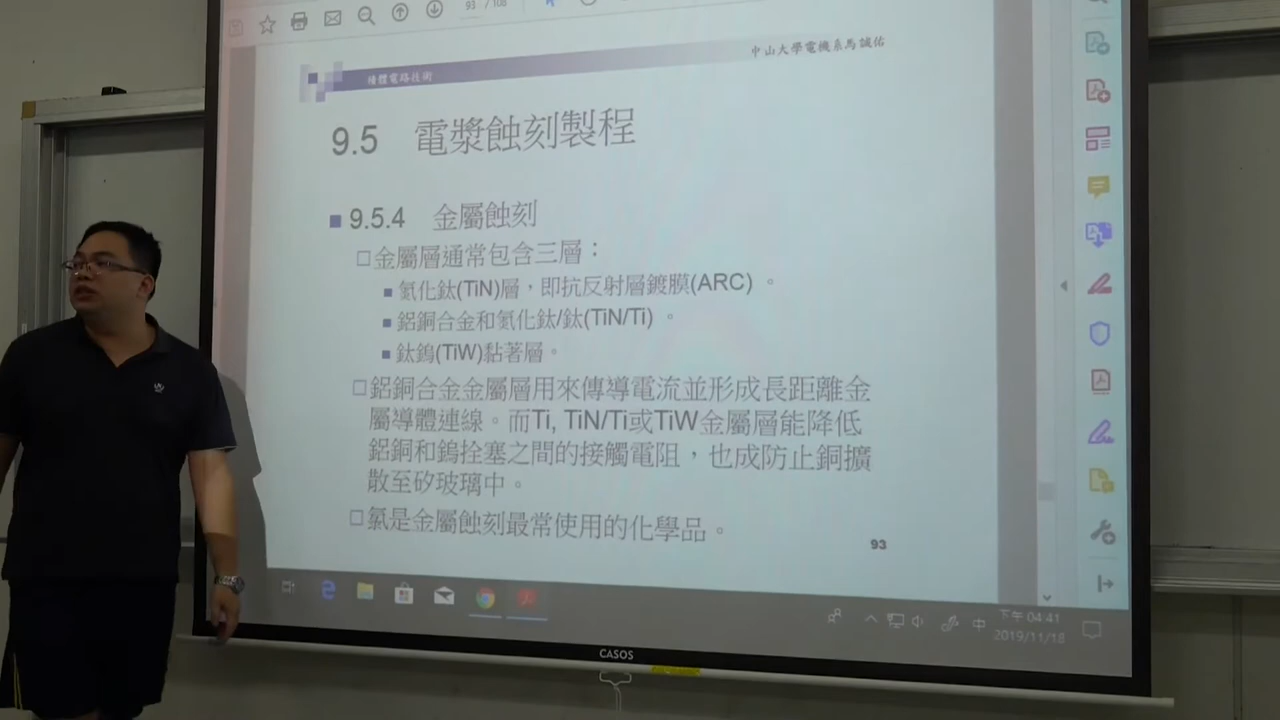 93 / 108
積體電路技術
中山大學電機系馬誠佑
9.5 電漿蝕刻製程
9.5.4 金屬蝕刻
金屬層通常包含三層：
氮化鈦(TiN)層，即抗反射層鍍膜(ARC) 。
鋁銅合金和氮化鈦/鈦(TiN/Ti) 。
鈦鎢(TiW)黏著層。
鋁銅合金金屬層用來傳導電流並形成長距離金
屬導體連線。而Ti, TiN/Ti或TiW金屬層能降低
鋁銅和鎢拴塞之間的接觸電阻，也成防止銅擴
散至矽玻璃中。
氯是金屬蝕刻最常使用的化學品。
93
中
下午 04:41
2019/11/18
CASOS